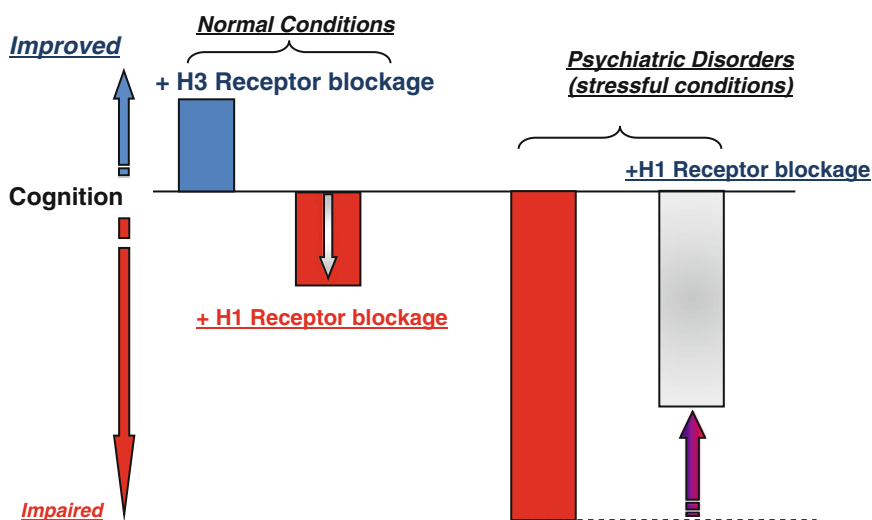 Normal Conditions
Improved
+ H3 Receptor blockage
Psychiatric Disorders
(stressful conditions)
+H1 Receptor blockage
Cognition
+ H1 Receptor blockage
Impaired